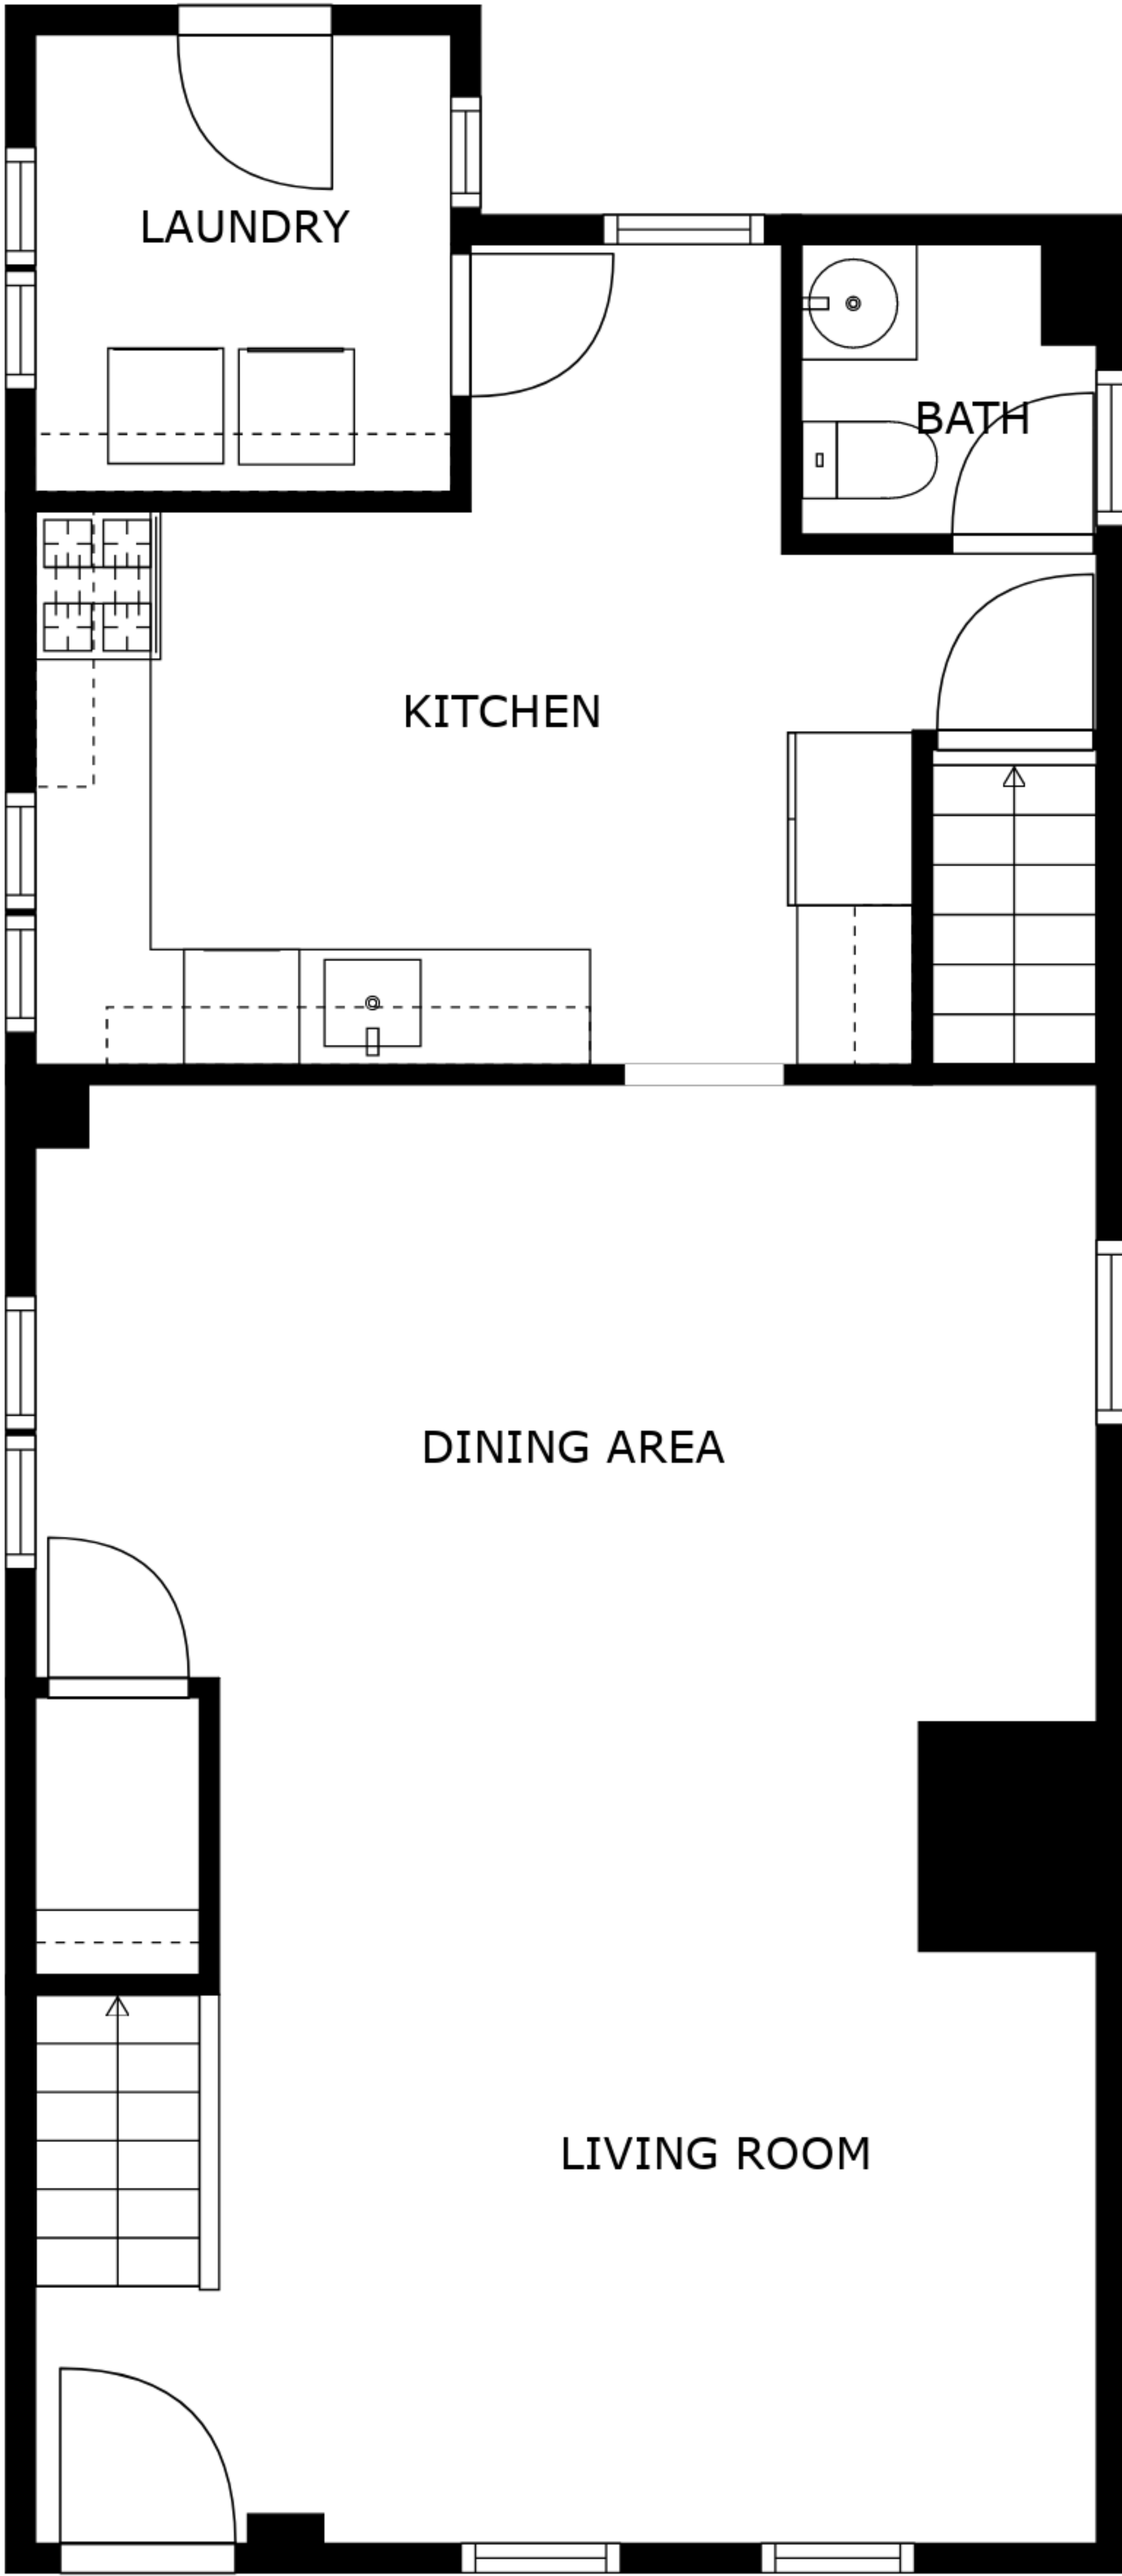 LAUNDRY
BATH
KITCHEN
DINING AREA
LIVING ROOM